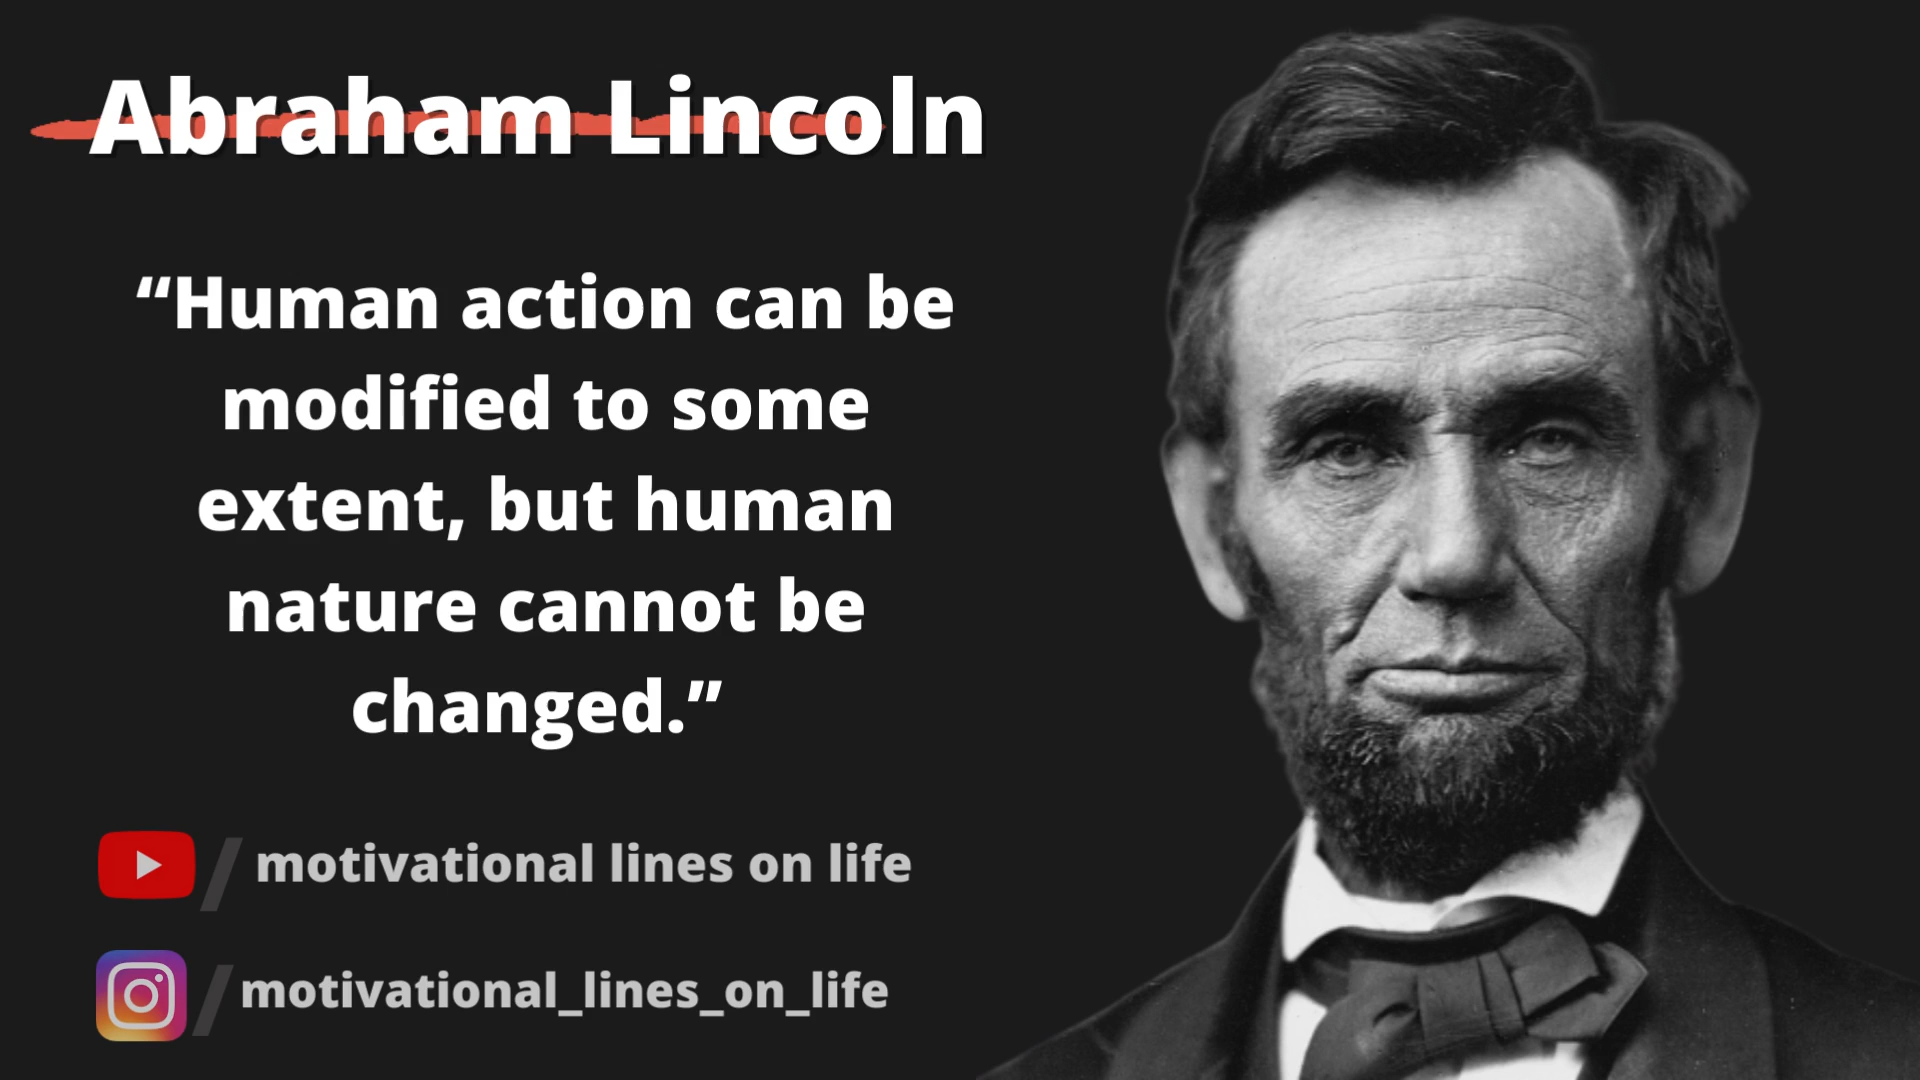 Abraham Lincoln
“Human action can be
modified to some
extent, but human
nature cannot be
changed.”
/ motivational lines on life
/ motivational_lines_on_life